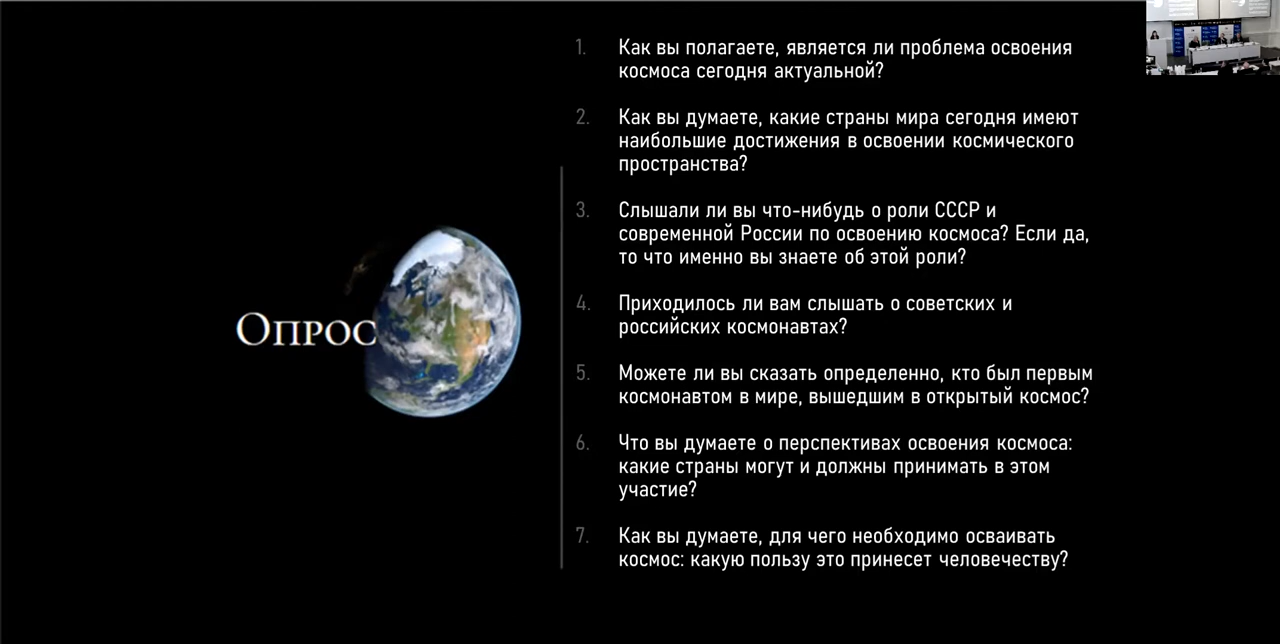 Опрос
1. Как вы полагаете, является ли проблема освоения
космоса сегодня актуальной?
2. Как вы думаете, какие страны мира сегодня имеют
наибольшие достижения в освоении космического
пространства?
3. Слышали ли вы что-нибудь о роли СССР и
современной России по освоению космоса? Если да,
то что именно вы знаете об этой роли?
4. Приходилось ли вам слышать о советских и
российских космонавтах?
5. Можете ли вы сказать определенно, кто был первым
космонавтом в мире, вышедшим в открытый космос?
6. Что вы думаете о перспективах освоения космоса:
какие страны могут и должны принимать в этом
участие?
7. Как вы думаете, для чего необходимо осваивать
космос: какую пользу это принесет человечеству?